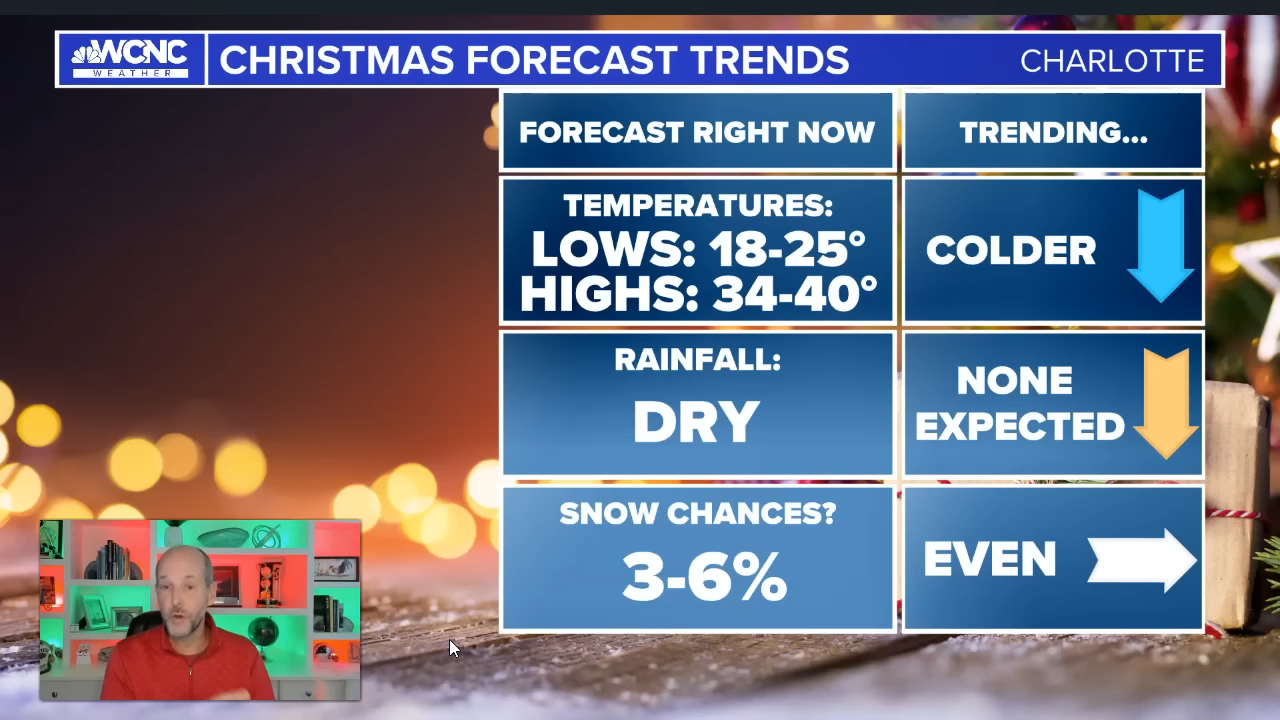 WCNC
WEATHER
CHRISTMAS FORECAST TRENDS
CHARLOTTE
FORECAST RIGHT NOW
TRENDING...
TEMPERATURES:
LOWS: 18-25°
HIGHS: 34-40°
COLDER
RAINFALL:
DRY
NONE
EXPECTED
SNOW CHANCES?
3-6%
EVEN